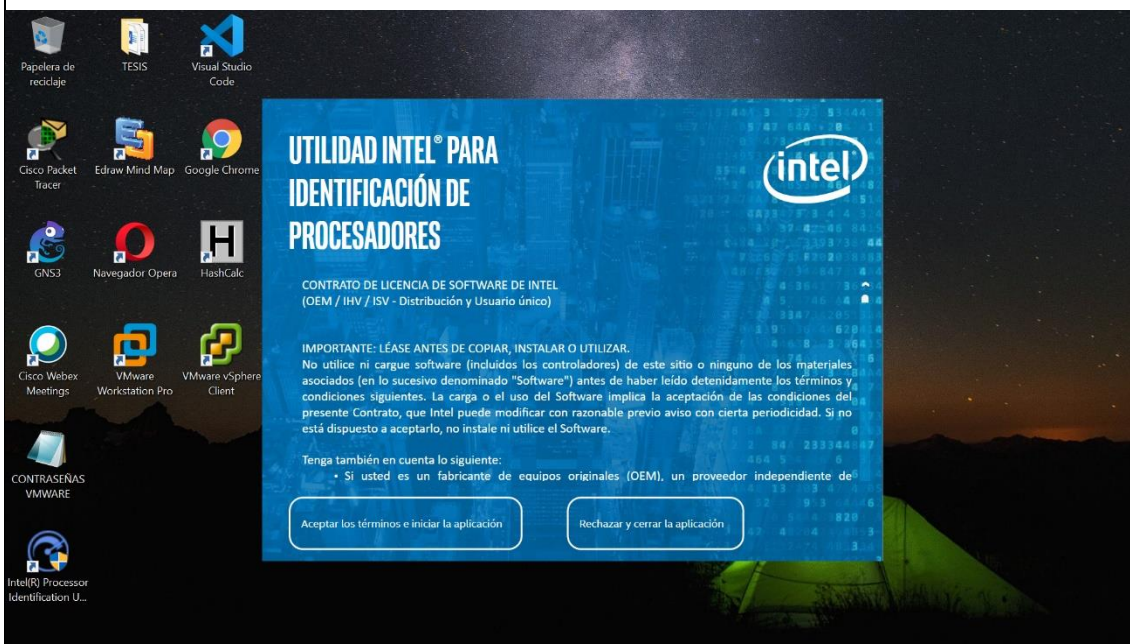 Papelera de
reciclaje
TESIS
Visual Studio
Code
Cisco Packet
Tracer
Edraw Mind Map
Google Chrome
GNS3
Navegador Opera
HashCalc
Cisco Webex
Meetings
VMware
Workstation Pro
VMware vSphere
Client
CONTRASEÑAS
VMWARE
Intel(R) Processor
Identification U...
UTILIDAD INTEL® PARA
IDENTIFICACIÓN DE
PROCESADORES
intel
CONTRATO DE LICENCIA DE SOFTWARE DE INTEL
(OEM / IHV / ISV - Distribución y Usuario único)
IMPORTANTE: LÉASE ANTES DE COPIAR, INSTALAR O UTILIZAR.
No utilice ni cargue software (incluidos los controladores) de este sitio o ninguno de los materiales
asociados (en lo sucesivo denominado "Software") antes de haber leído detenidamente los términos y
condiciones siguientes. La carga o el uso del Software implica la aceptación de las condiciones del
presente Contrato, que Intel puede modificar con razonable previo aviso con cierta periodicidad. Si no
está dispuesto a aceptarlo, no instale ni utilice el Software.
Tenga también en cuenta lo siguiente:
• Si usted es un fabricante de equipos originales (OEM), un proveedor independiente de
Aceptar los términos e iniciar la aplicación
Rechazar y cerrar la aplicación